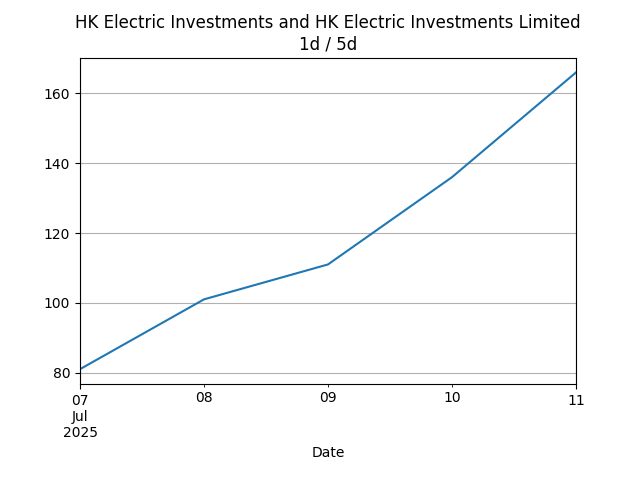 HK Electric Investments and HK Electric Investments Limited
1d / 5d
160
140
120
100
80
07 08 09 10 11
Jul
2025
Date